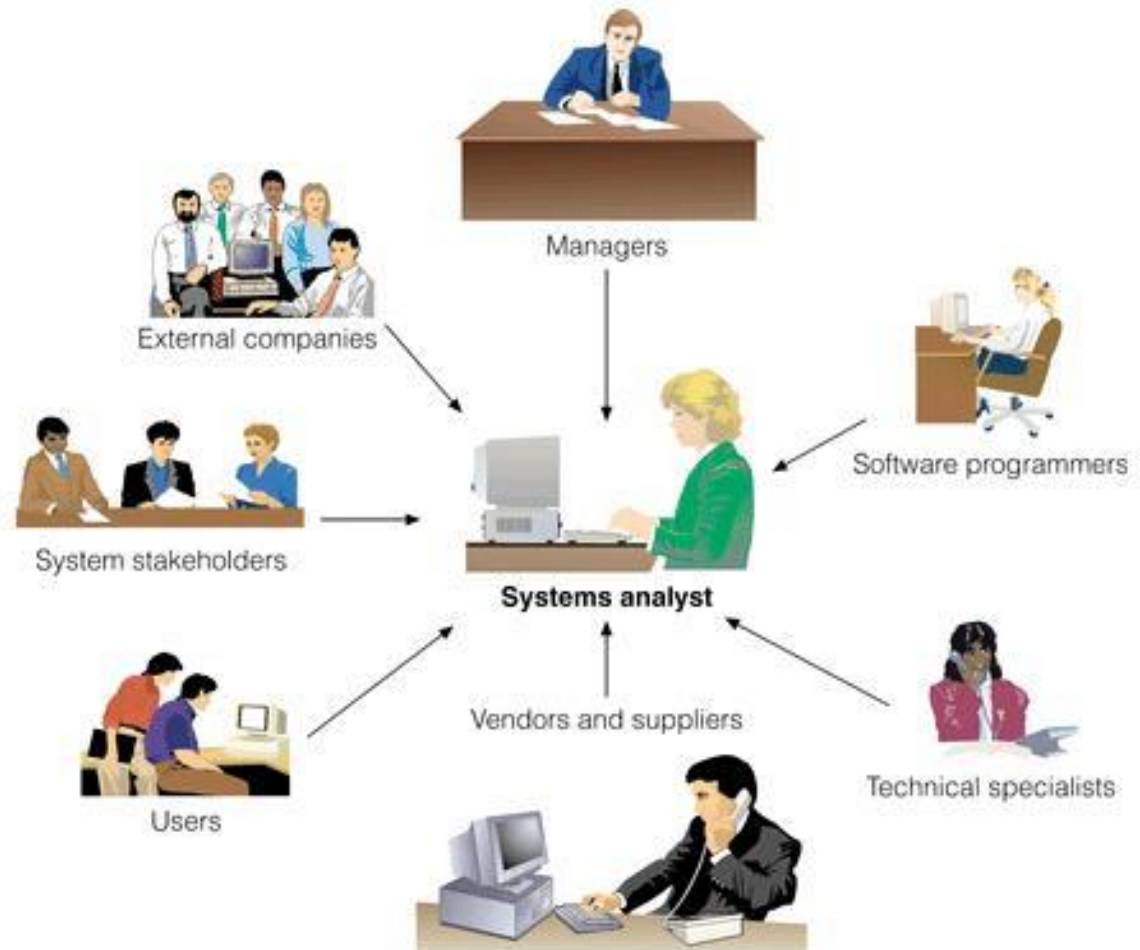 Managers
External companies
Software programmers
System stakeholders
Systems analyst
Vendors and suppliers
Technical specialists
Users